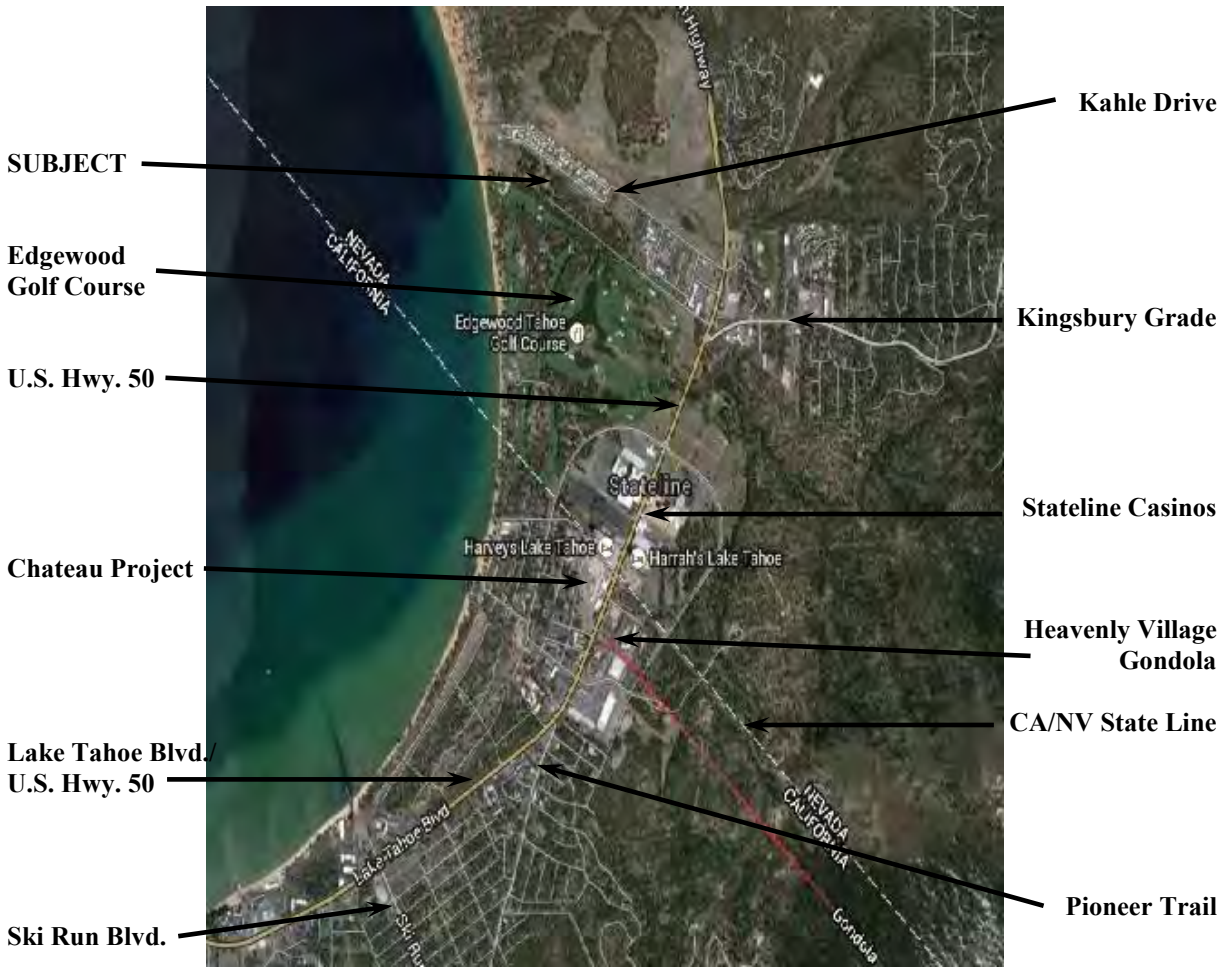 n Highway
Kahle Drive
SUBJECT
NEVADA
CALIFORNIA
Edgewood
Golf Course
Edgewood Tahoe
Golf Course
Kingsbury Grade
U.S. Hwy. 50
Stateline
Stateline Casinos
Harveys Lake Tahoe
Harrah's Lake Tahoe
Chateau Project
Heavenly Village
Gondola
CA/NV State Line
Lake Tahoe Blvd./
U.S. Hwy. 50
NEVADA
CALIFORNIA
Lake Tahoe Blvd
Pioneer Trail
Ski Run Blvd.
Ski Run
Gondola